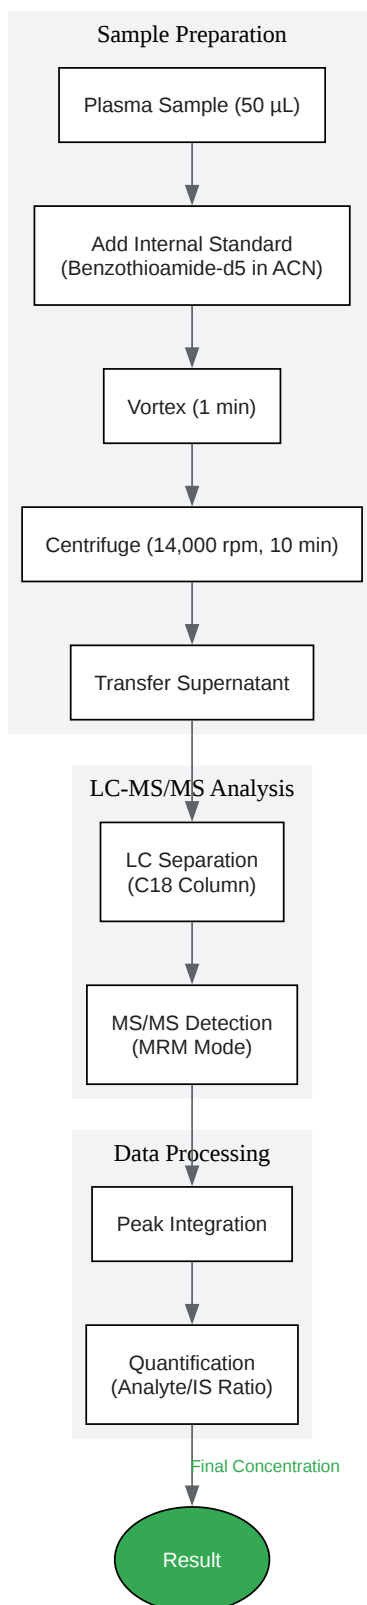 Sample Preparation
Plasma Sample (50 µL)
Add Internal Standard
(Benzothioamide-d5 in ACN)
Vortex (1 min)
Centrifuge (14,000 rpm, 10 min)
Transfer Supernatant
LC-MS/MS Analysis
LC Separation
(C18 Column)
MS/MS Detection
(MRM Mode)
Data Processing
Peak Integration
Quantification
(Analyte/IS Ratio)
Final Concentration
Result